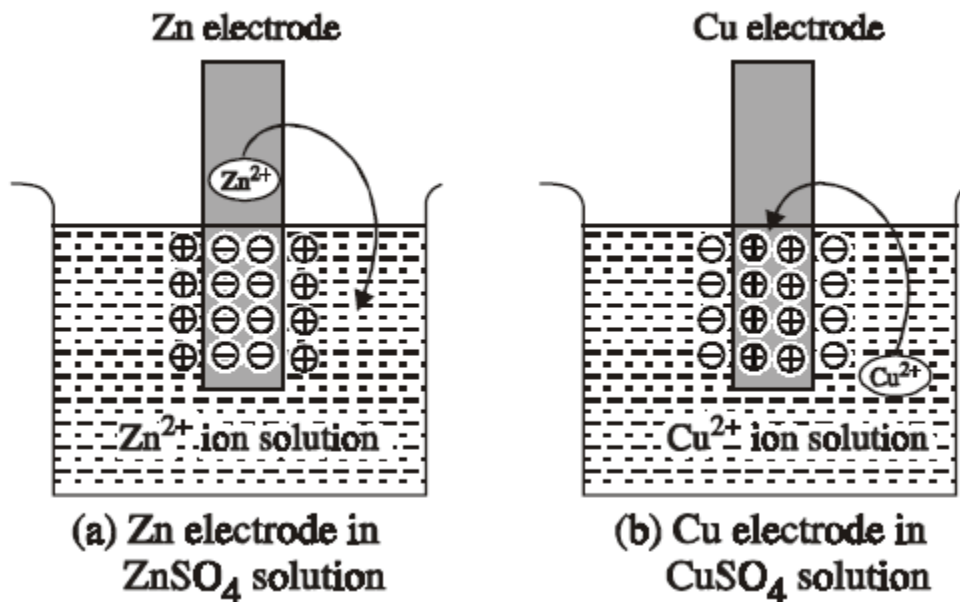 Zn electrode
Cu electrode
Zn²⁺
Cu²⁺
Zn²⁺ ion solution
Cu²⁺ ion solution
(a) Zn electrode in
ZnSO₄ solution
(b) Cu electrode in
CuSO₄ solution